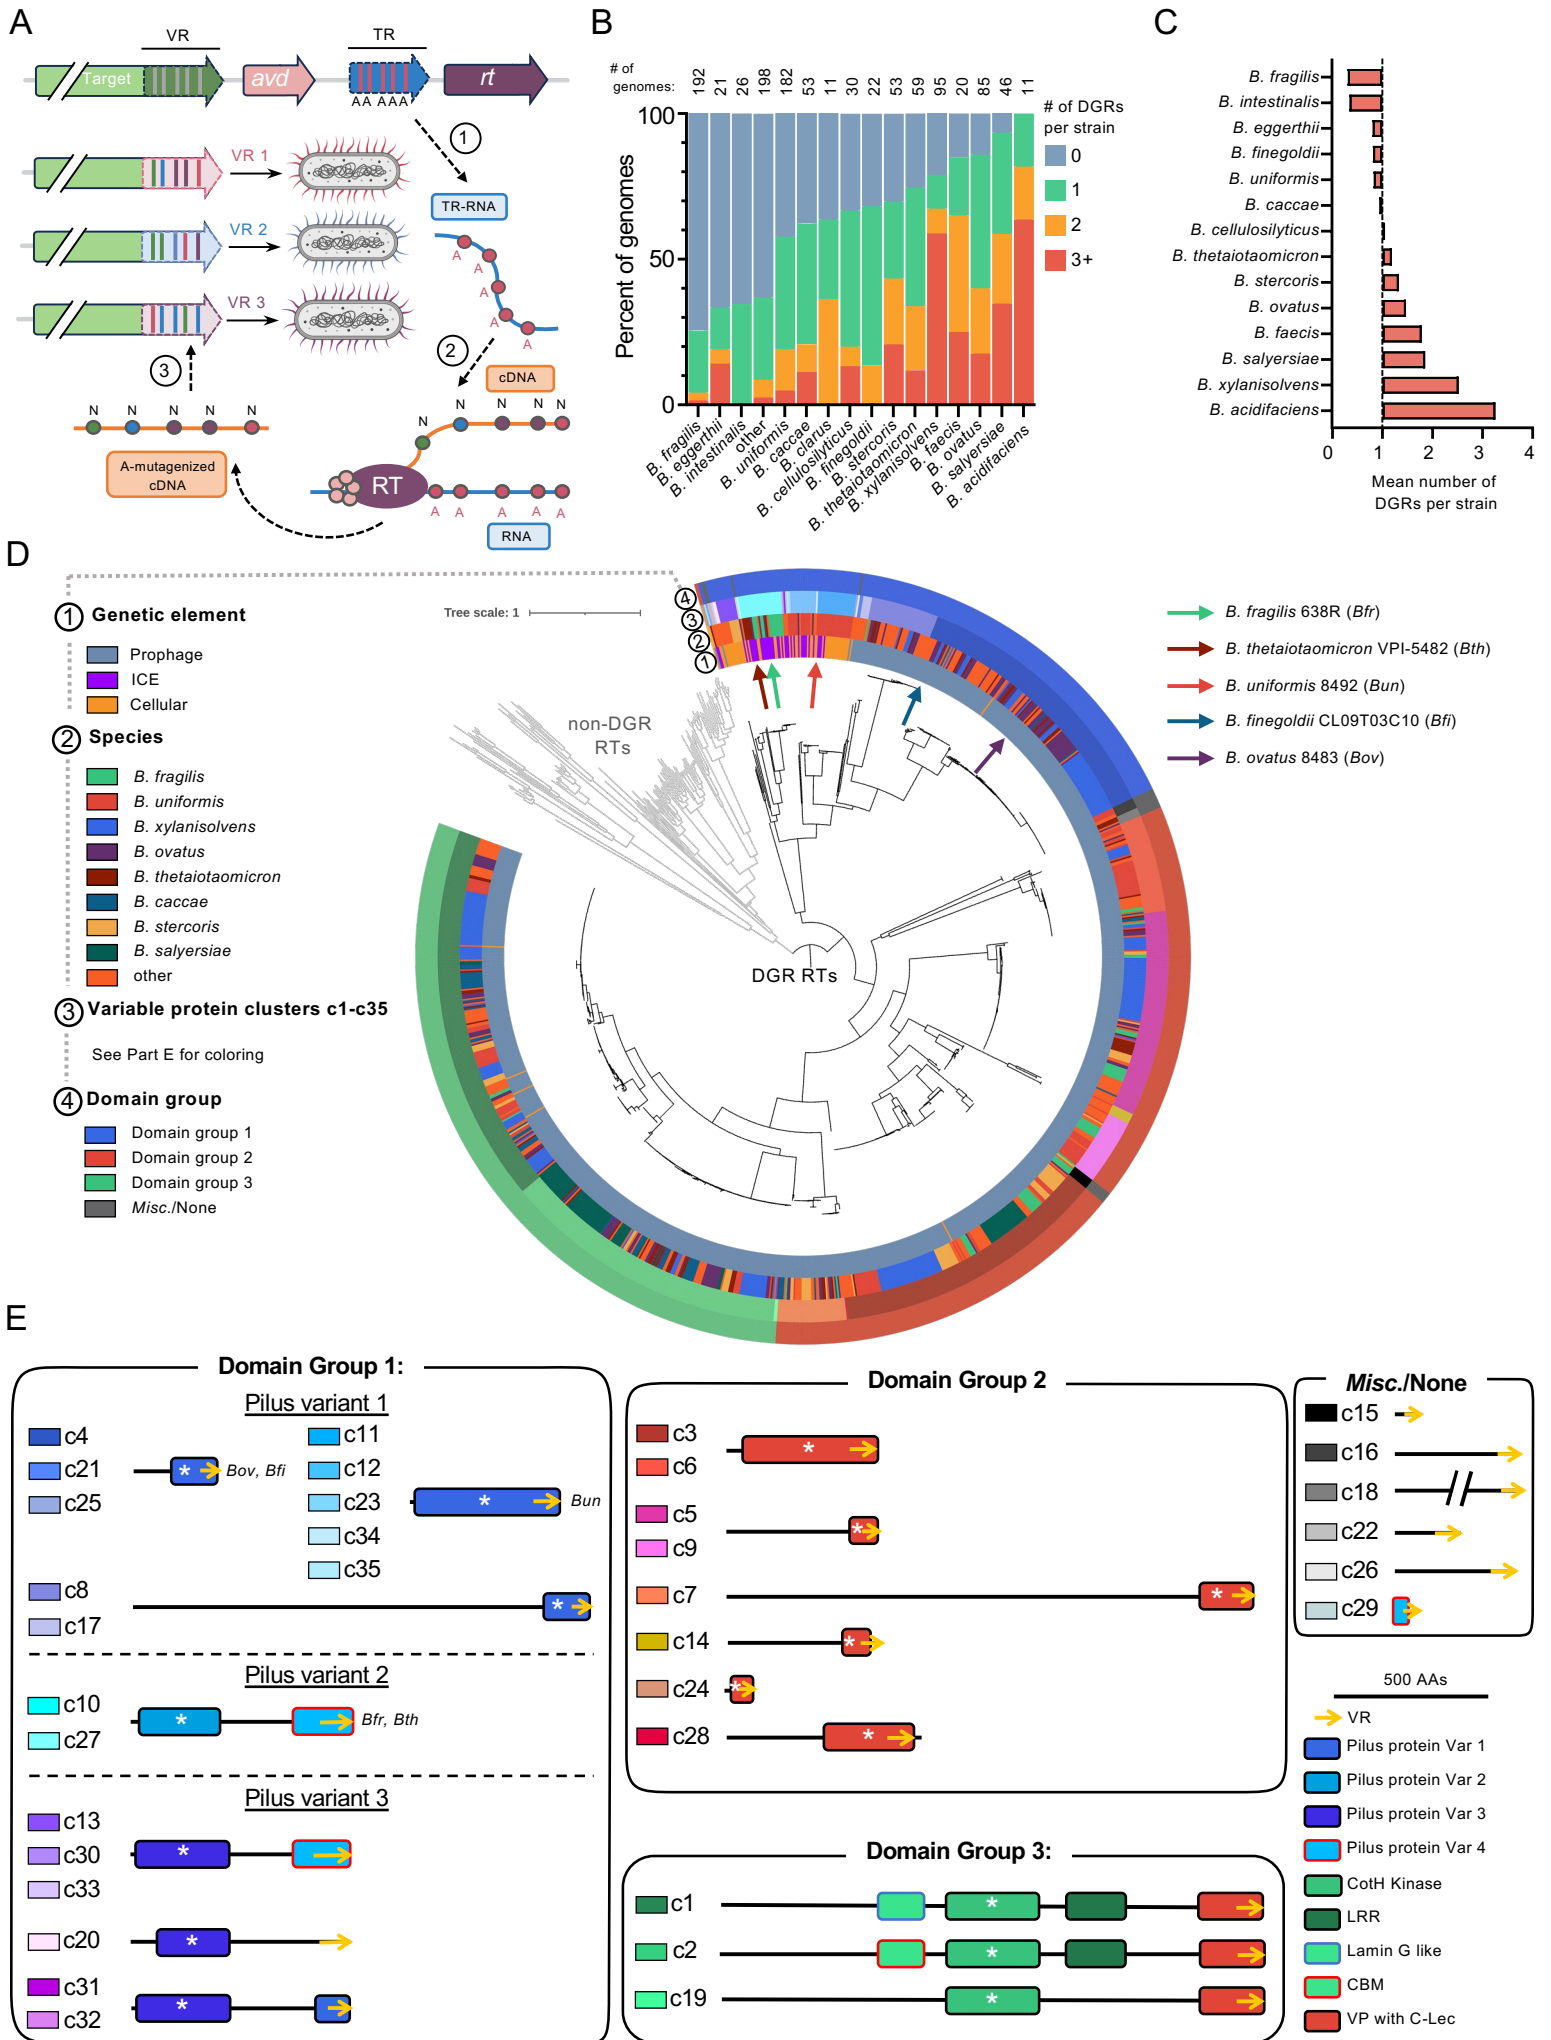 A
VR
TR
Target
avd
rt
AA AAA
1
VR 1
VR 2
VR 3
TR-RNA
A
A
A
A
A
2
3
cDNA
N N N N N
N N N N N
A-mutagenized
cDNA
RT
A A A A A
RNA
B
# of
genomes:
192 21 26 198 182 53 11 30 22 53 59 95 20 85 46 11
100
50
0
Percent of genomes
# of DGRs
per strain
0
1
2
3+
B. fragilis
B. eggerthii
B. intestinalis
other
B. uniformis
B. caccae
B. clarus
B. cellulosilyticus
B. finegoldii
B. stercoris
B. thetaiotaomicron
B. xylanisolvens
B. faecis
B. ovatus
B. salyersiae
B. acidifaciens
C
B. fragilis
B. intestinalis
B. eggerthii
B. finegoldii
B. uniformis
B. caccae
B. cellulosilyticus
B. thetaiotaomicron
B. stercoris
B. ovatus
B. faecis
B. salyersiae
B. xylanisolvens
B. acidifaciens
0 1 2 3 4
Mean number of
DGRs per strain
D
1 Genetic element
Prophage
ICE
Cellular
2 Species
B. fragilis
B. uniformis
B. xylanisolvens
B. ovatus
B. thetaiotaomicron
B. caccae
B. stercoris
B. salyersiae
other
3 Variable protein clusters c1-c35
See Part E for coloring
4 Domain group
Domain group 1
Domain group 2
Domain group 3
Misc./None
Tree scale: 1
4
3
2
1
non-DGR
RTs
DGR RTs
B. fragilis 638R (Bfr)
B. thetaiotaomicron VPI-5482 (Bth)
B. uniformis 8492 (Bun)
B. finegoldii CL09T03C10 (Bfi)
B. ovatus 8483 (Bov)
E
Domain Group 1:
Pilus variant 1
c4
c21
c25
* Bov, Bfi
c11
c12
c23
c34
c35
* Bun
c8
c17
*
Pilus variant 2
c10
c27
* Bfr, Bth
Pilus variant 3
c13
c30
c33
*
c20
*
c31
c32
*
Domain Group 2
c3
c6
*
c5
c9
*
c7
*
c14
*
c24
*
c28
*
Domain Group 3:
c1
*
c2
*
c19
*
Misc./None
c15
c16
c18
c22
c26
c29
500 AAs
VR
Pilus protein Var 1
Pilus protein Var 2
Pilus protein Var 3
Pilus protein Var 4
CotH Kinase
LRR
Lamin G like
CBM
VP with C-Lec